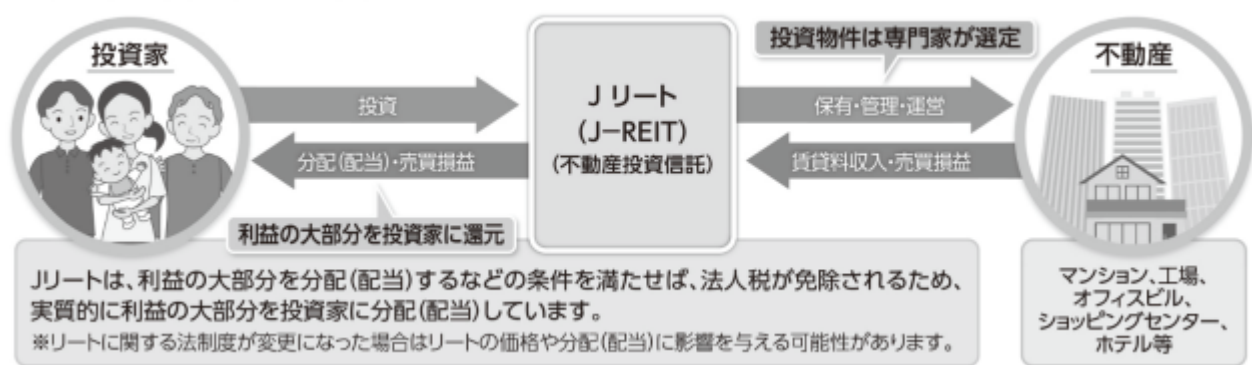 投資家
投資
分配(配当)・売買損益
利益の大部分を投資家に還元
Jリート
(J-REIT)
(不動産投資信託)
投資物件は専門家が選定
保有・管理・運営
賃貸料収入・売買損益
不動産
マンション、工場、
オフィスビル、
ショッピングセンター、
ホテル等
Jリートは、利益の大部分を分配(配当)するなどの条件を満たせば、法人税が免除されるため、
実質的に利益の大部分を投資家に分配(配当)しています。
※リートに関する法制度が変更になった場合はリートの価格や分配(配当)に影響を与える可能性があります。